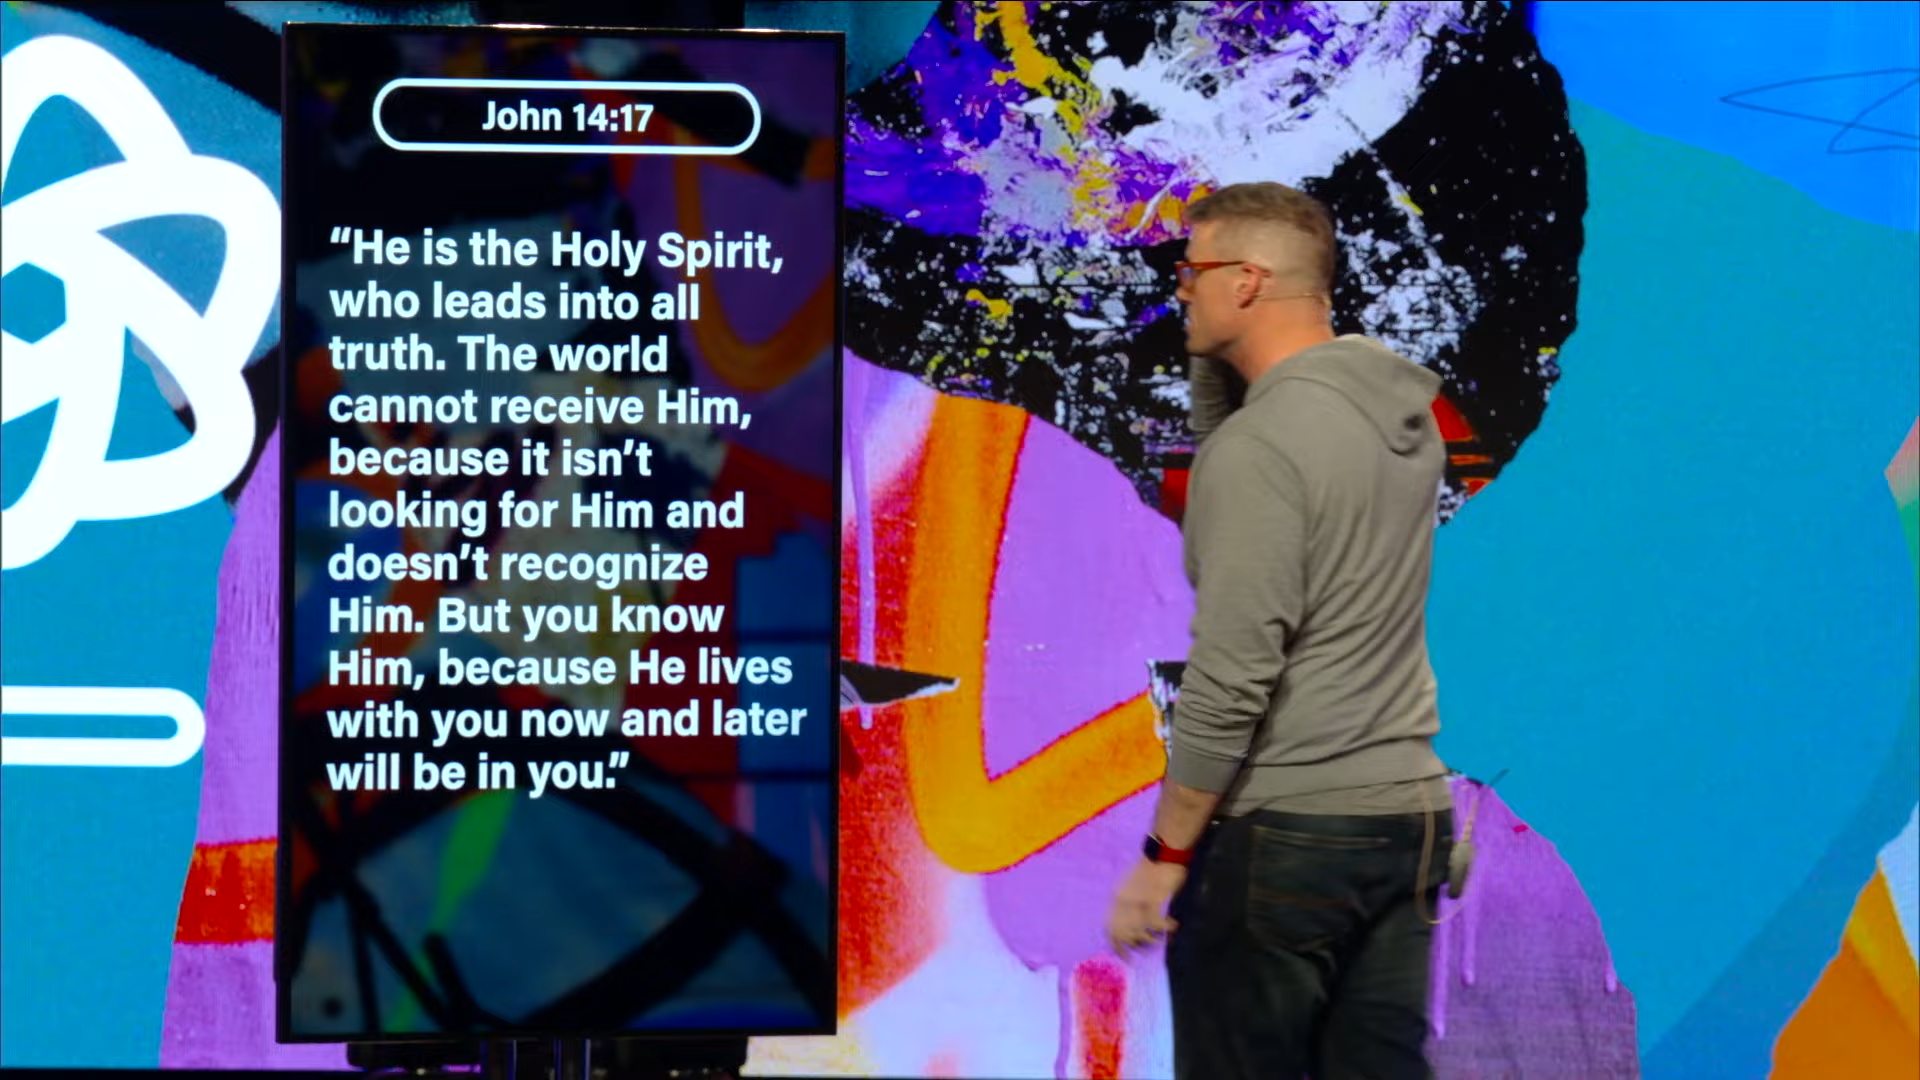 John 14:17
“He is the Holy Spirit,
who leads into all
truth. The world
cannot receive Him,
because it isn’t
looking for Him and
doesn’t recognize
Him. But you know
Him, because He lives
with you now and later
will be in you.”